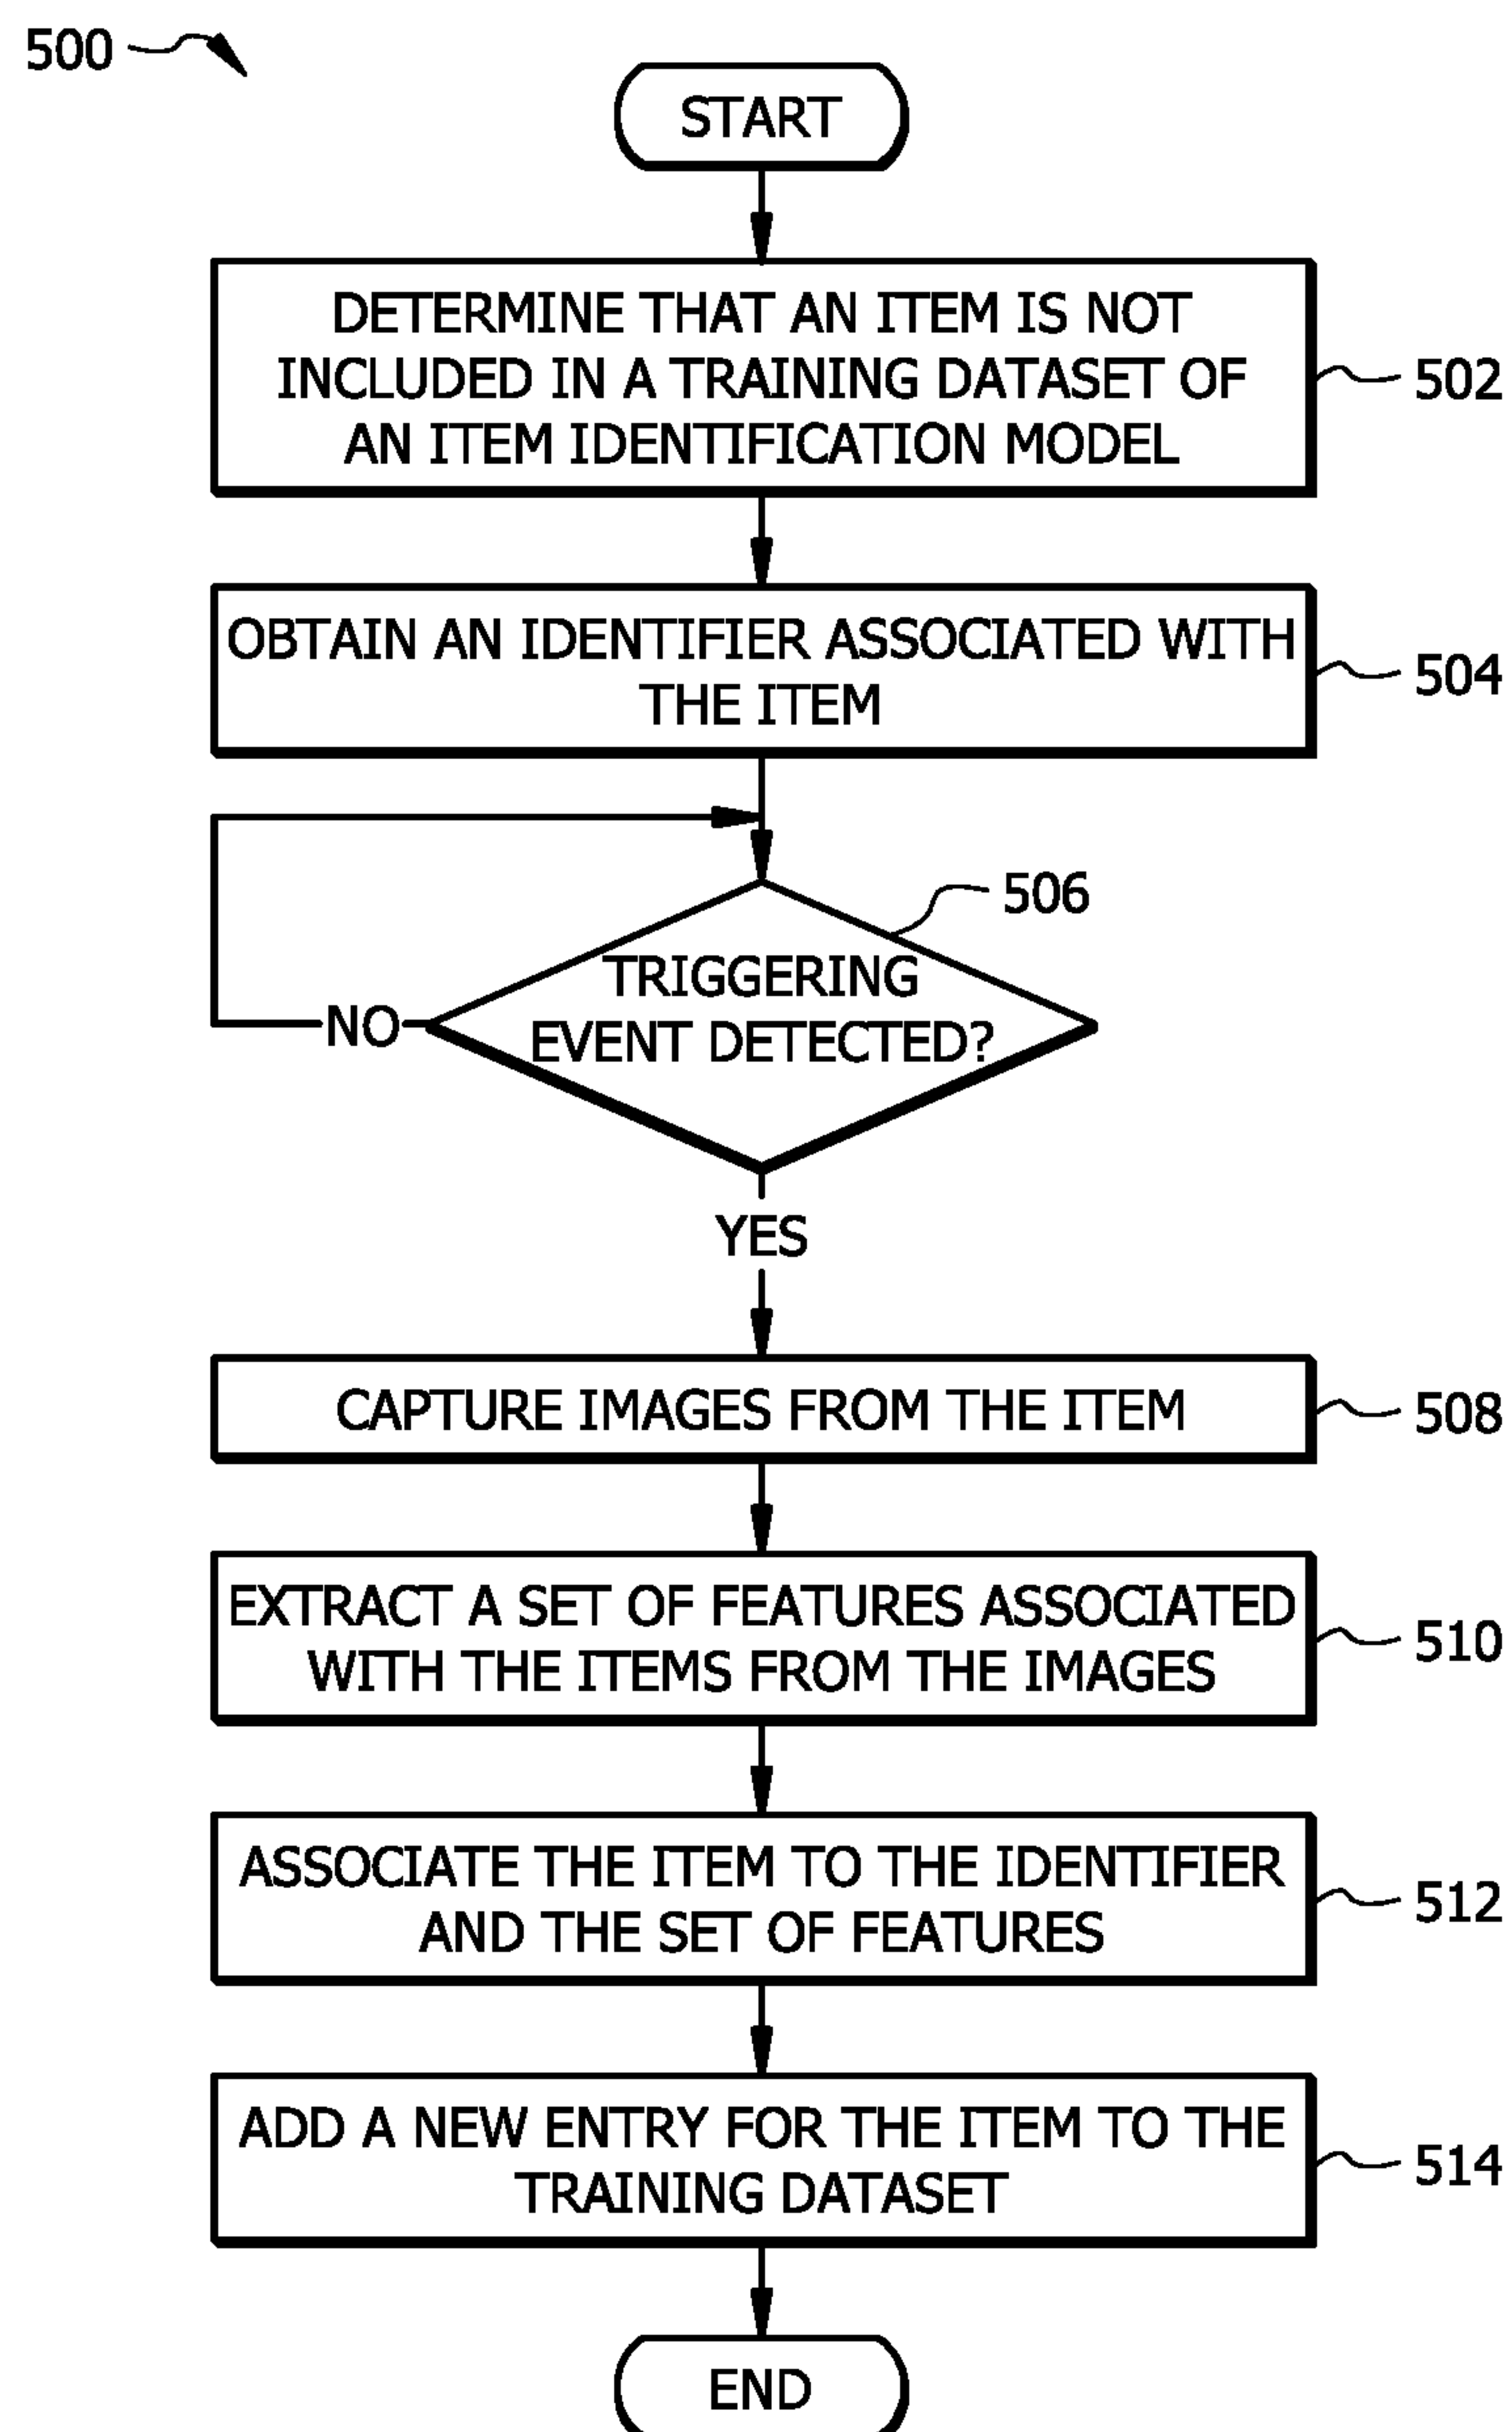 500
START
DETERMINE THAT AN ITEM IS NOT
INCLUDED IN A TRAINING DATASET OF
AN ITEM IDENTIFICATION MODEL
502
OBTAIN AN IDENTIFIER ASSOCIATED WITH
THE ITEM
504
506
TRIGGERING
EVENT DETECTED?
NO
YES
CAPTURE IMAGES FROM THE ITEM
508
EXTRACT A SET OF FEATURES ASSOCIATED
WITH THE ITEMS FROM THE IMAGES
510
ASSOCIATE THE ITEM TO THE IDENTIFIER
AND THE SET OF FEATURES
512
ADD A NEW ENTRY FOR THE ITEM TO THE
TRAINING DATASET
514
END